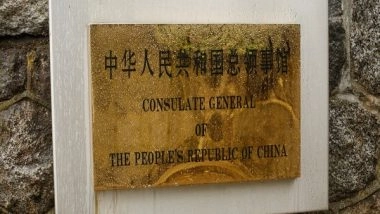 中华人民共和国总领事馆
CONSULATE GENERAL
OF
THE PEOPLE'S REPUBLIC OF CHINA